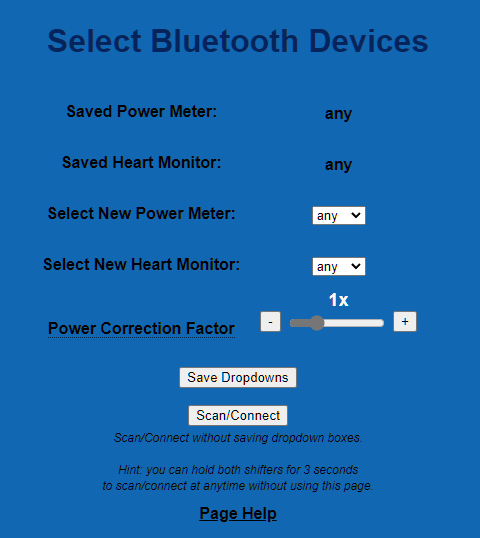 Select Bluetooth Devices
Saved Power Meter: any
Saved Heart Monitor: any
Select New Power Meter: any
Select New Heart Monitor: any
1x
Power Correction Factor - +
Save Dropdowns
Scan/Connect
Scan/Connect without saving dropdown boxes.
Hint: you can hold both shifters for 3 seconds
to scan/connect at anytime without using this page.
Page Help